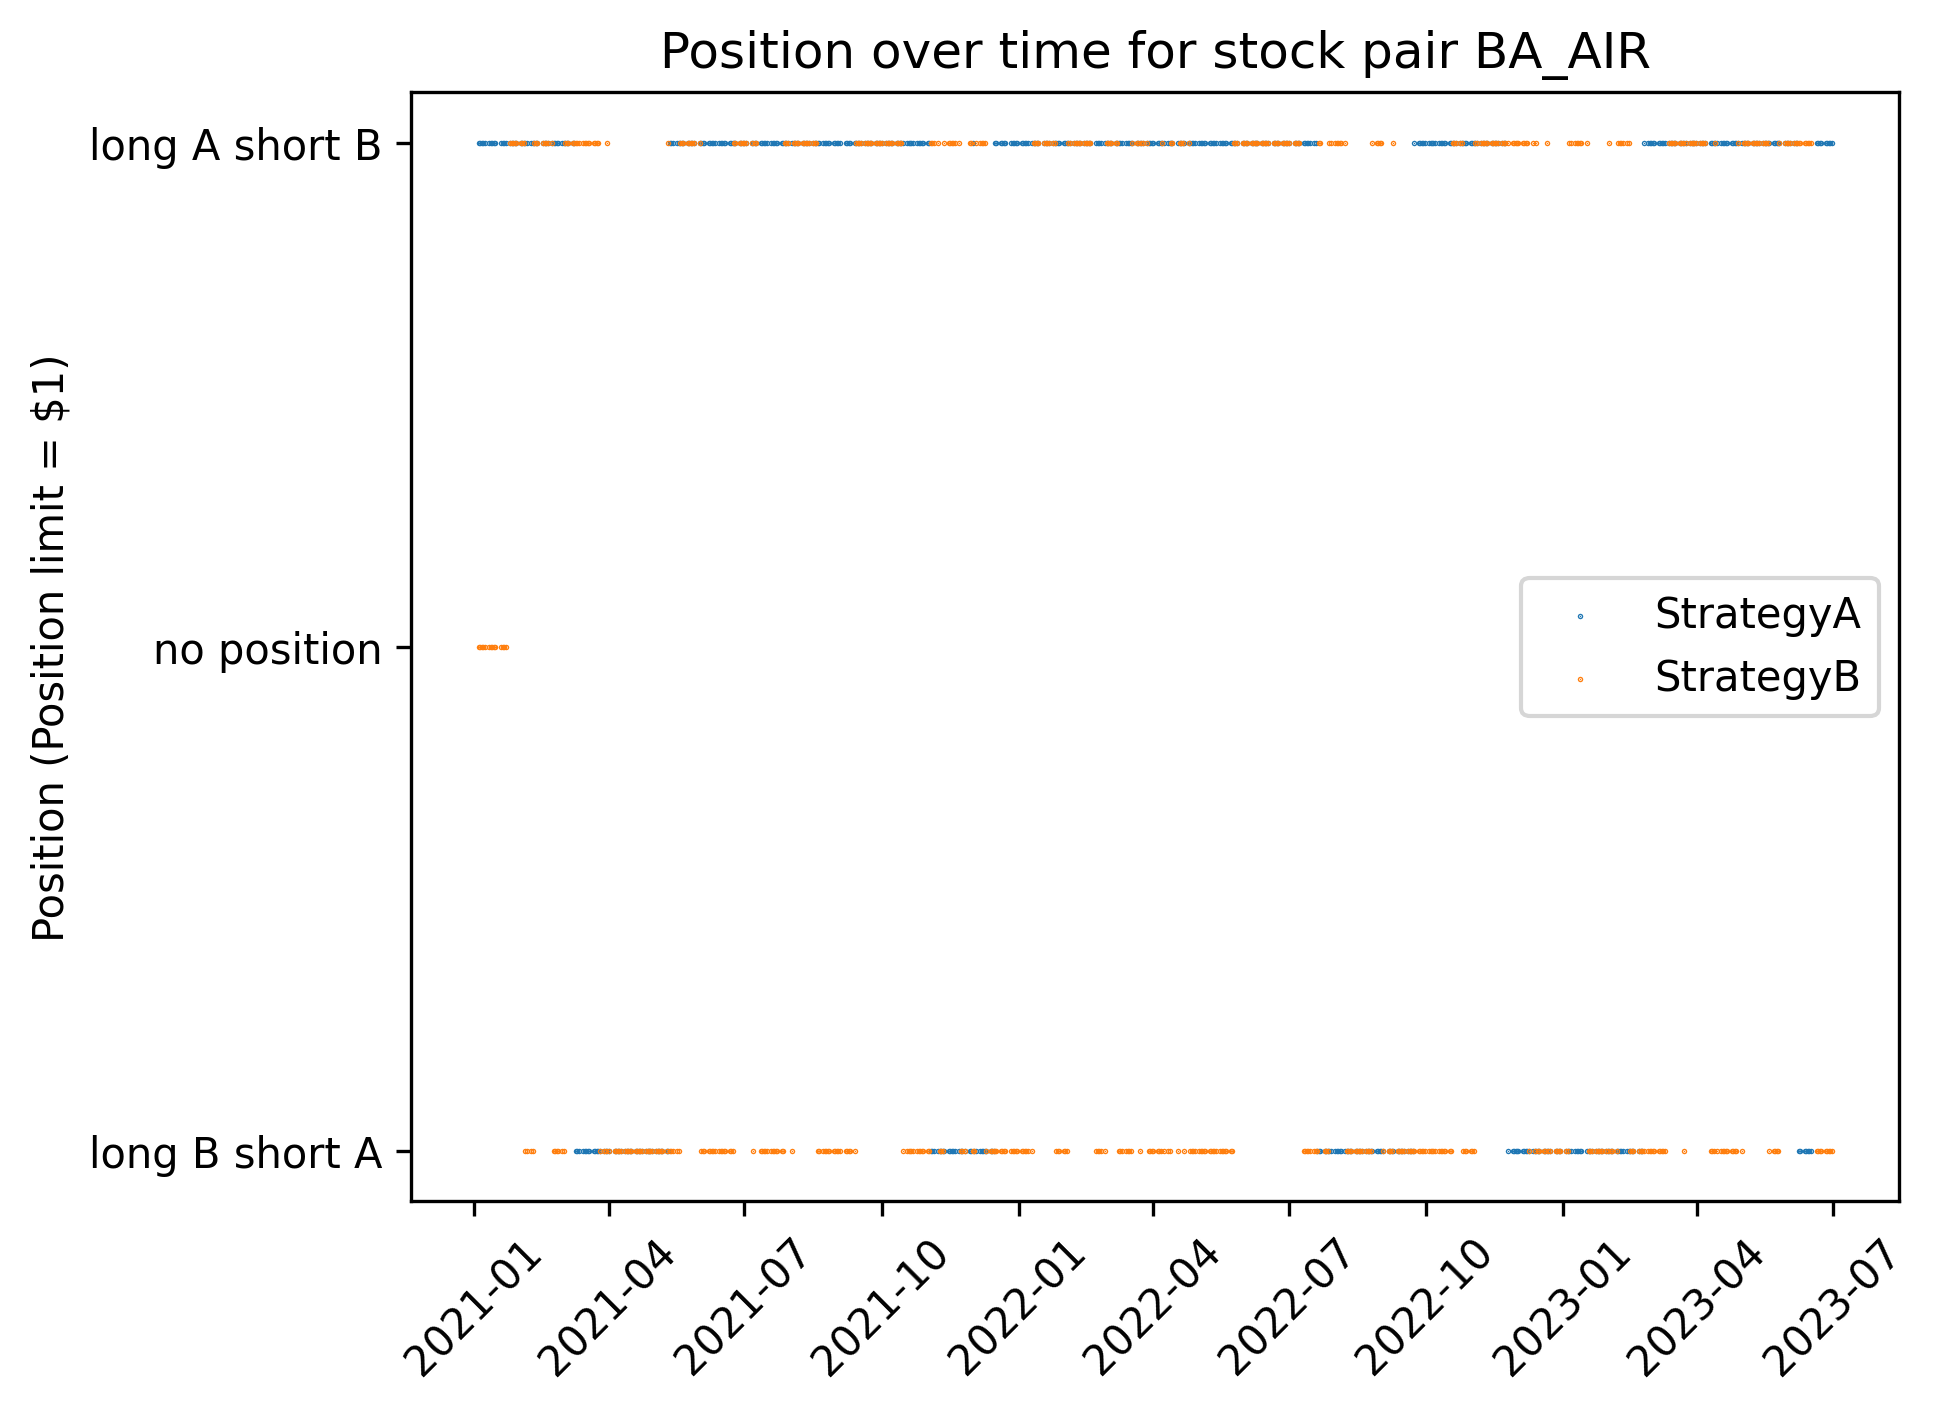 Position over time for stock pair BA_AIR
long A short B
no position
long B short A
Position (Position limit = $1)
StrategyA
StrategyB
2021-01
2021-04
2021-07
2021-10
2022-01
2022-04
2022-07
2022-10
2023-01
2023-04
2023-07